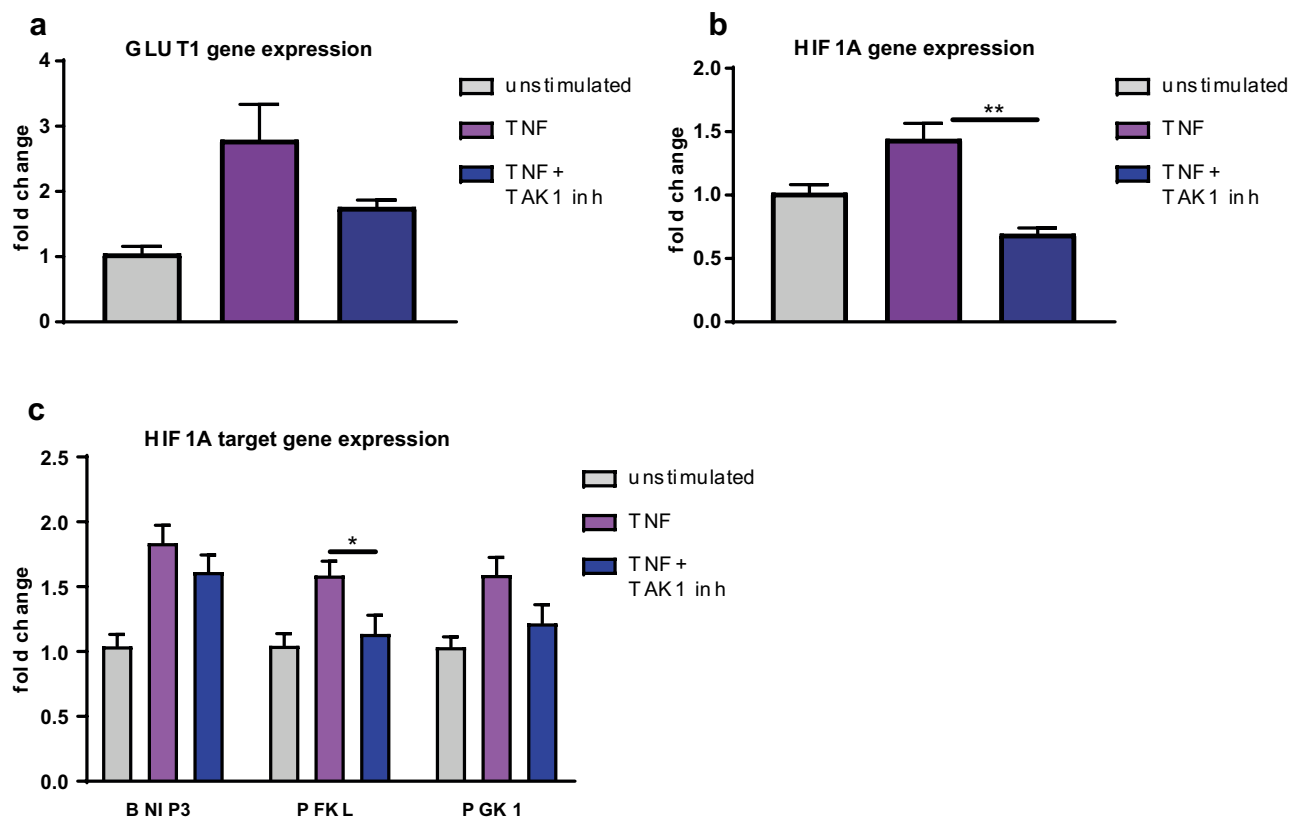 a
GLUT1 gene expression
fold change
4
3
2
1
0
unstimulated
TNF
TNF +
TAK1 inh
b
HIF1A gene expression
fold change
2.0
1.5
1.0
0.5
0.0
**
unstimulated
TNF
TNF +
TAK1 inh
c
HIF1A target gene expression
fold change
2.5
2.0
1.5
1.0
0.5
0.0
*
BNIP3
PFKL
PGK1
unstimulated
TNF
TNF +
TAK1 inh